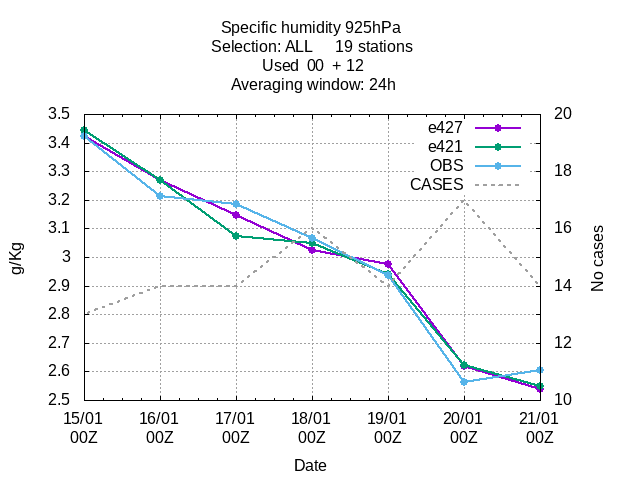 Specific humidity 925hPa
Selection: ALL     19 stations
Used  00  + 12
Averaging window: 24h
3.5
3.4
3.3
3.2
3.1
3
2.9
2.8
2.7
2.6
2.5
g/Kg
e427
e421
OBS
CASES
20
18
16
14
12
10
No cases
15/01 16/01 17/01 18/01 19/01 20/01 21/01
00Z 00Z 00Z 00Z 00Z 00Z 00Z
Date